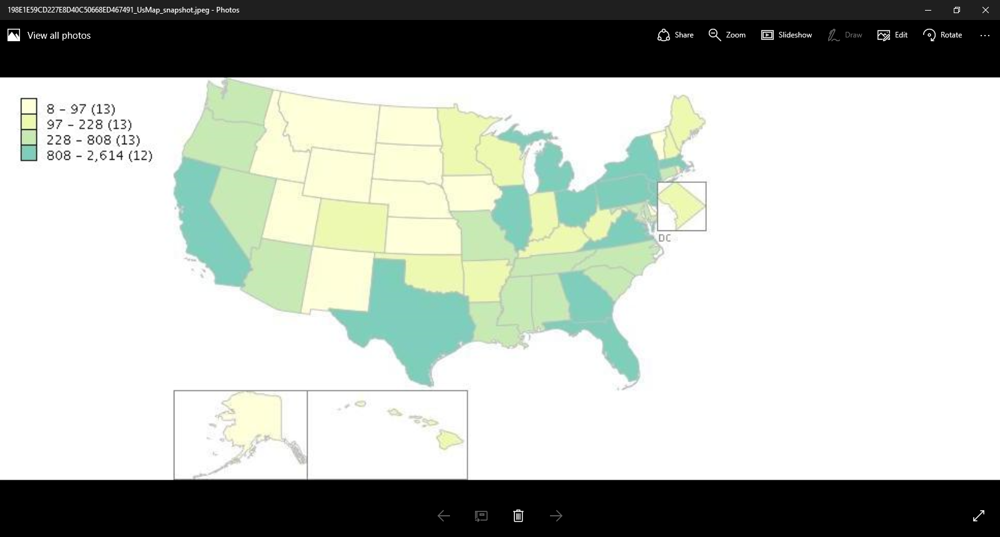 198E1E59CD227E8D40C50668ED467491_UsMap_snapshot.jpeg - Photos
View all photos
Share
Zoom
Slideshow
Draw
Edit
Rotate
8 - 97 (13)
97 - 228 (13)
228 - 808 (13)
808 - 2,614 (12)
DC